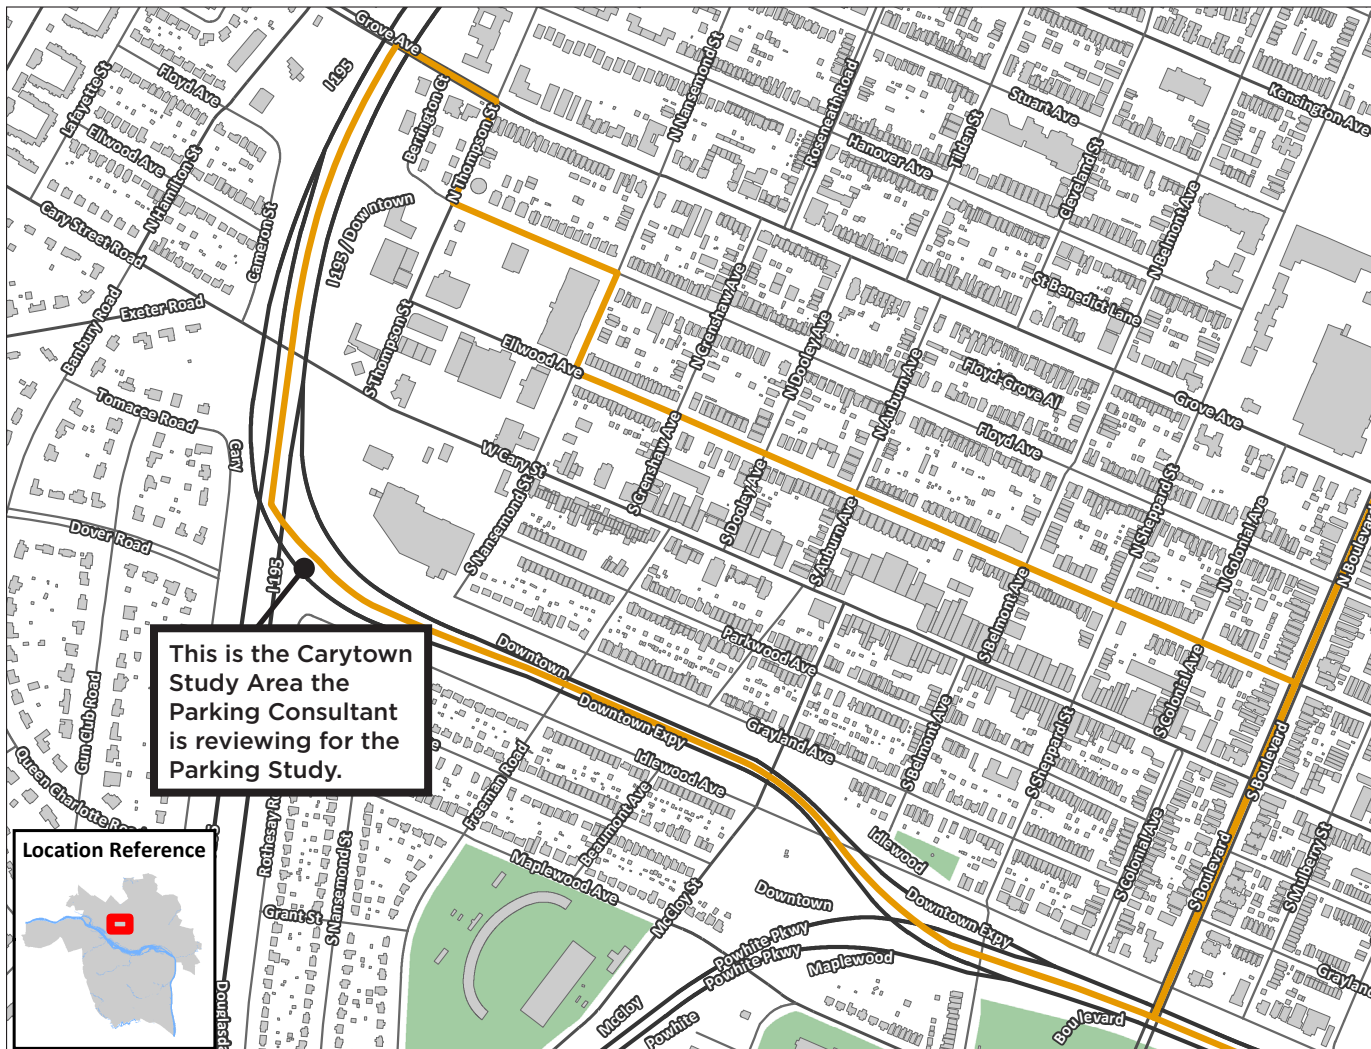 Grove Ave
I 195
Lafayette St
Floyd Ave
Ellwood Ave
N Hamilton St
Cary Street Road
Cameron St
Berrington Ct
N Thompson St
I 195 / Downtown
N Nansemond St
Roseneath Road
Hanover Ave
Stuart Ave
Tilden St
Cleveland St
Kensington Ave
N Belmont Ave
St Benedict Lane
Banbury Road
Exeter Road
S Thompson St
Ellwood Ave
N Crenshaw Ave
N Dooley Ave
N Auburn Ave
Floyd-Grove Al
Floyd Ave
Grove Ave
Tomacee Road
Cary
W Cary St
S Nansemond St
S Crenshaw Ave
S Dooley Ave
S Auburn Ave
N Sheppard St
N Colonial Ave
N Boulevard
Dover Road
I-195
S Belmont Ave
Parkwood Ave
S Colonial Ave
This is the Carytown
Study Area the
Parking Consultant
is reviewing for the
Parking Study.
Downtown
Downtown Expy
Grayland Ave
Idlewood Ave
S Belmont Ave
S Sheppard St
S Boulevard
Gun Club Road
Queen Charlotte Road
Freeman Road
Beaumont Ave
Rothesay
S Nansemond St
Grant St
Maplewood Ave
McCloy St
Idlewood
Downtown
Downtown Expy
Powhite Pkwy
Powhite Pkwy
Maplewood
McCloy
Powhite
S Colonial Ave
S Boulevard
S Mulberry St
Boulevard
Location Reference